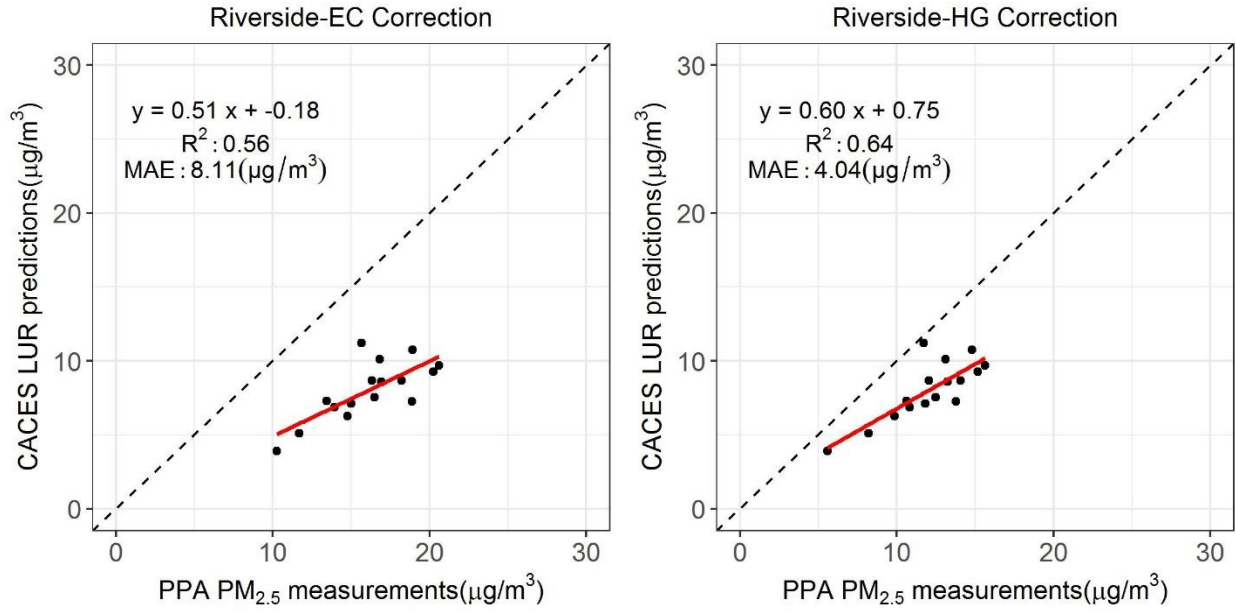 Riverside-EC Correction
CACES LUR predictions(μg/m³)
30
20
10
0
y = 0.51 x + -0.18
R²:0.56
MAE:8.11(μg/m³)
0 10 20 30
PPA PM₂.₅ measurements(μg/m³)
Riverside-HG Correction
CACES LUR predictions(μg/m³)
30
20
10
0
y = 0.60 x + 0.75
R²:0.64
MAE:4.04(μg/m³)
0 10 20 30
PPA PM₂.₅ measurements(μg/m³)